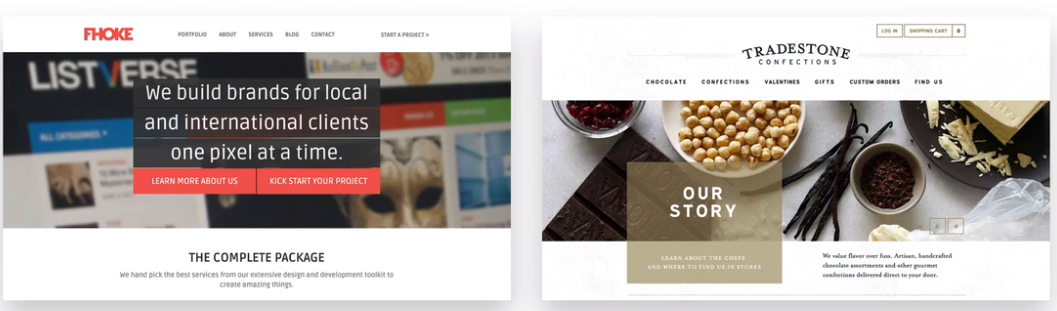 FHOKE
PORTFOLIO ABOUT SERVICES BLOG CONTACT START A PROJECT >
LISTVERSE
ALL CATEGORIES
We build brands for local
and international clients
one pixel at a time.
LEARN MORE ABOUT US KICK START YOUR PROJECT
THE COMPLETE PACKAGE
We hand pick the best services from our extensive design and development toolkit to
create amazing things.
LOG IN SHOPPING CART 0
TRADESTONE
CONFECTIONS
CHOCOLATE CONFECTIONS VALENTINES GIFTS CUSTOM ORDERS FIND US
OUR
STORY
LEARN ABOUT THE CHEFS
AND WHERE TO FIND US IN STORES
We value flavor over fuss. Artisan, handcrafted
chocolate assortments and other gourmet
confections delivered direct to your door.